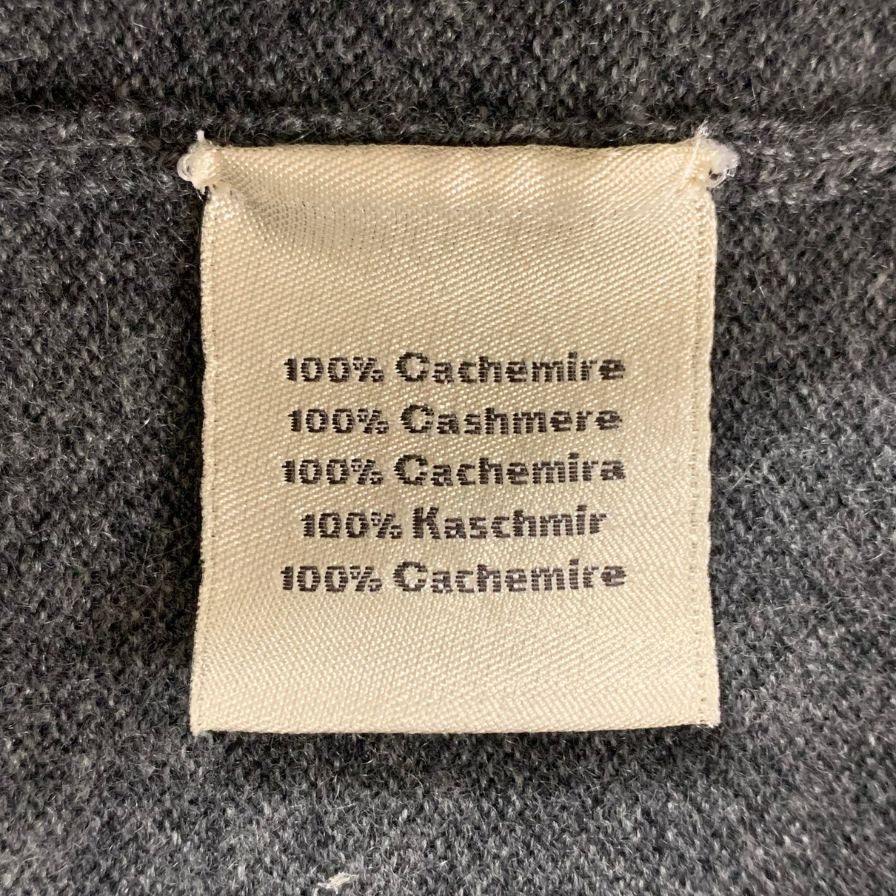 100% Cachemire
100% Cashmere
100% Cachemira
100% Kaschmir
100% Cachemire